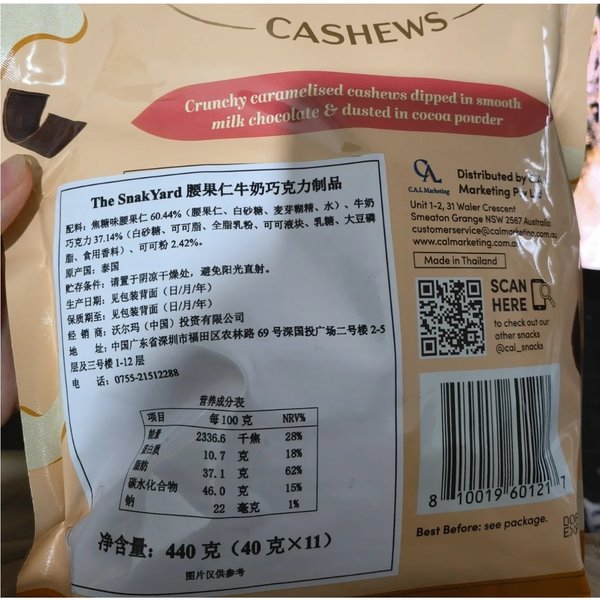 CASHEWS
Crunchy caramelised cashews dipped in smooth
milk chocolate & dusted in cocoa powder
The SnakYard 腰果仁牛奶巧克力制品
配料：焦糖味腰果仁 60.44%（腰果仁、白砂糖、麦芽糊精、水）、牛奶
巧克力 37.14%（白砂糖、可可脂、全脂乳粉、可可液块、乳糖、大豆磷
脂、食用香料）、可可粉 2.42%。
原产国：泰国
贮存条件：请置于阴凉干燥处，避免阳光直射。
生产日期：见包装背面（日/月/年）
保质期至：见包装背面（日/月/年）
经 销 商：沃尔玛（中国）投资有限公司
地 址：中国广东省深圳市福田区农林路 69 号深国投广场二号楼 2-5
层及三号楼 1-12 层
电 话：0755-21512288
营养成分表
项目 每 100 克 NRV%
能量 2336.6 千焦 28%
蛋白质 10.7 克 18%
脂肪 37.1 克 62%
碳水化合物 46.0 克 15%
钠 22 毫克 1%
净含量：440 克（40 克×11）
图片仅供参考
CA
C.A.L Marketing
Distributed by C.A.
Marketing Pty Ltd
Unit 1-2, 31 Waler Crescent
Smeaton Grange NSW 2567 Australia
customerservice@calmarketing.com.au
www.calmarketing.com.au
Made in Thailand
SCAN
HERE
to check out
our other
snacks
@cal_snacks
8 10019 60121 7
Best Before: see package.